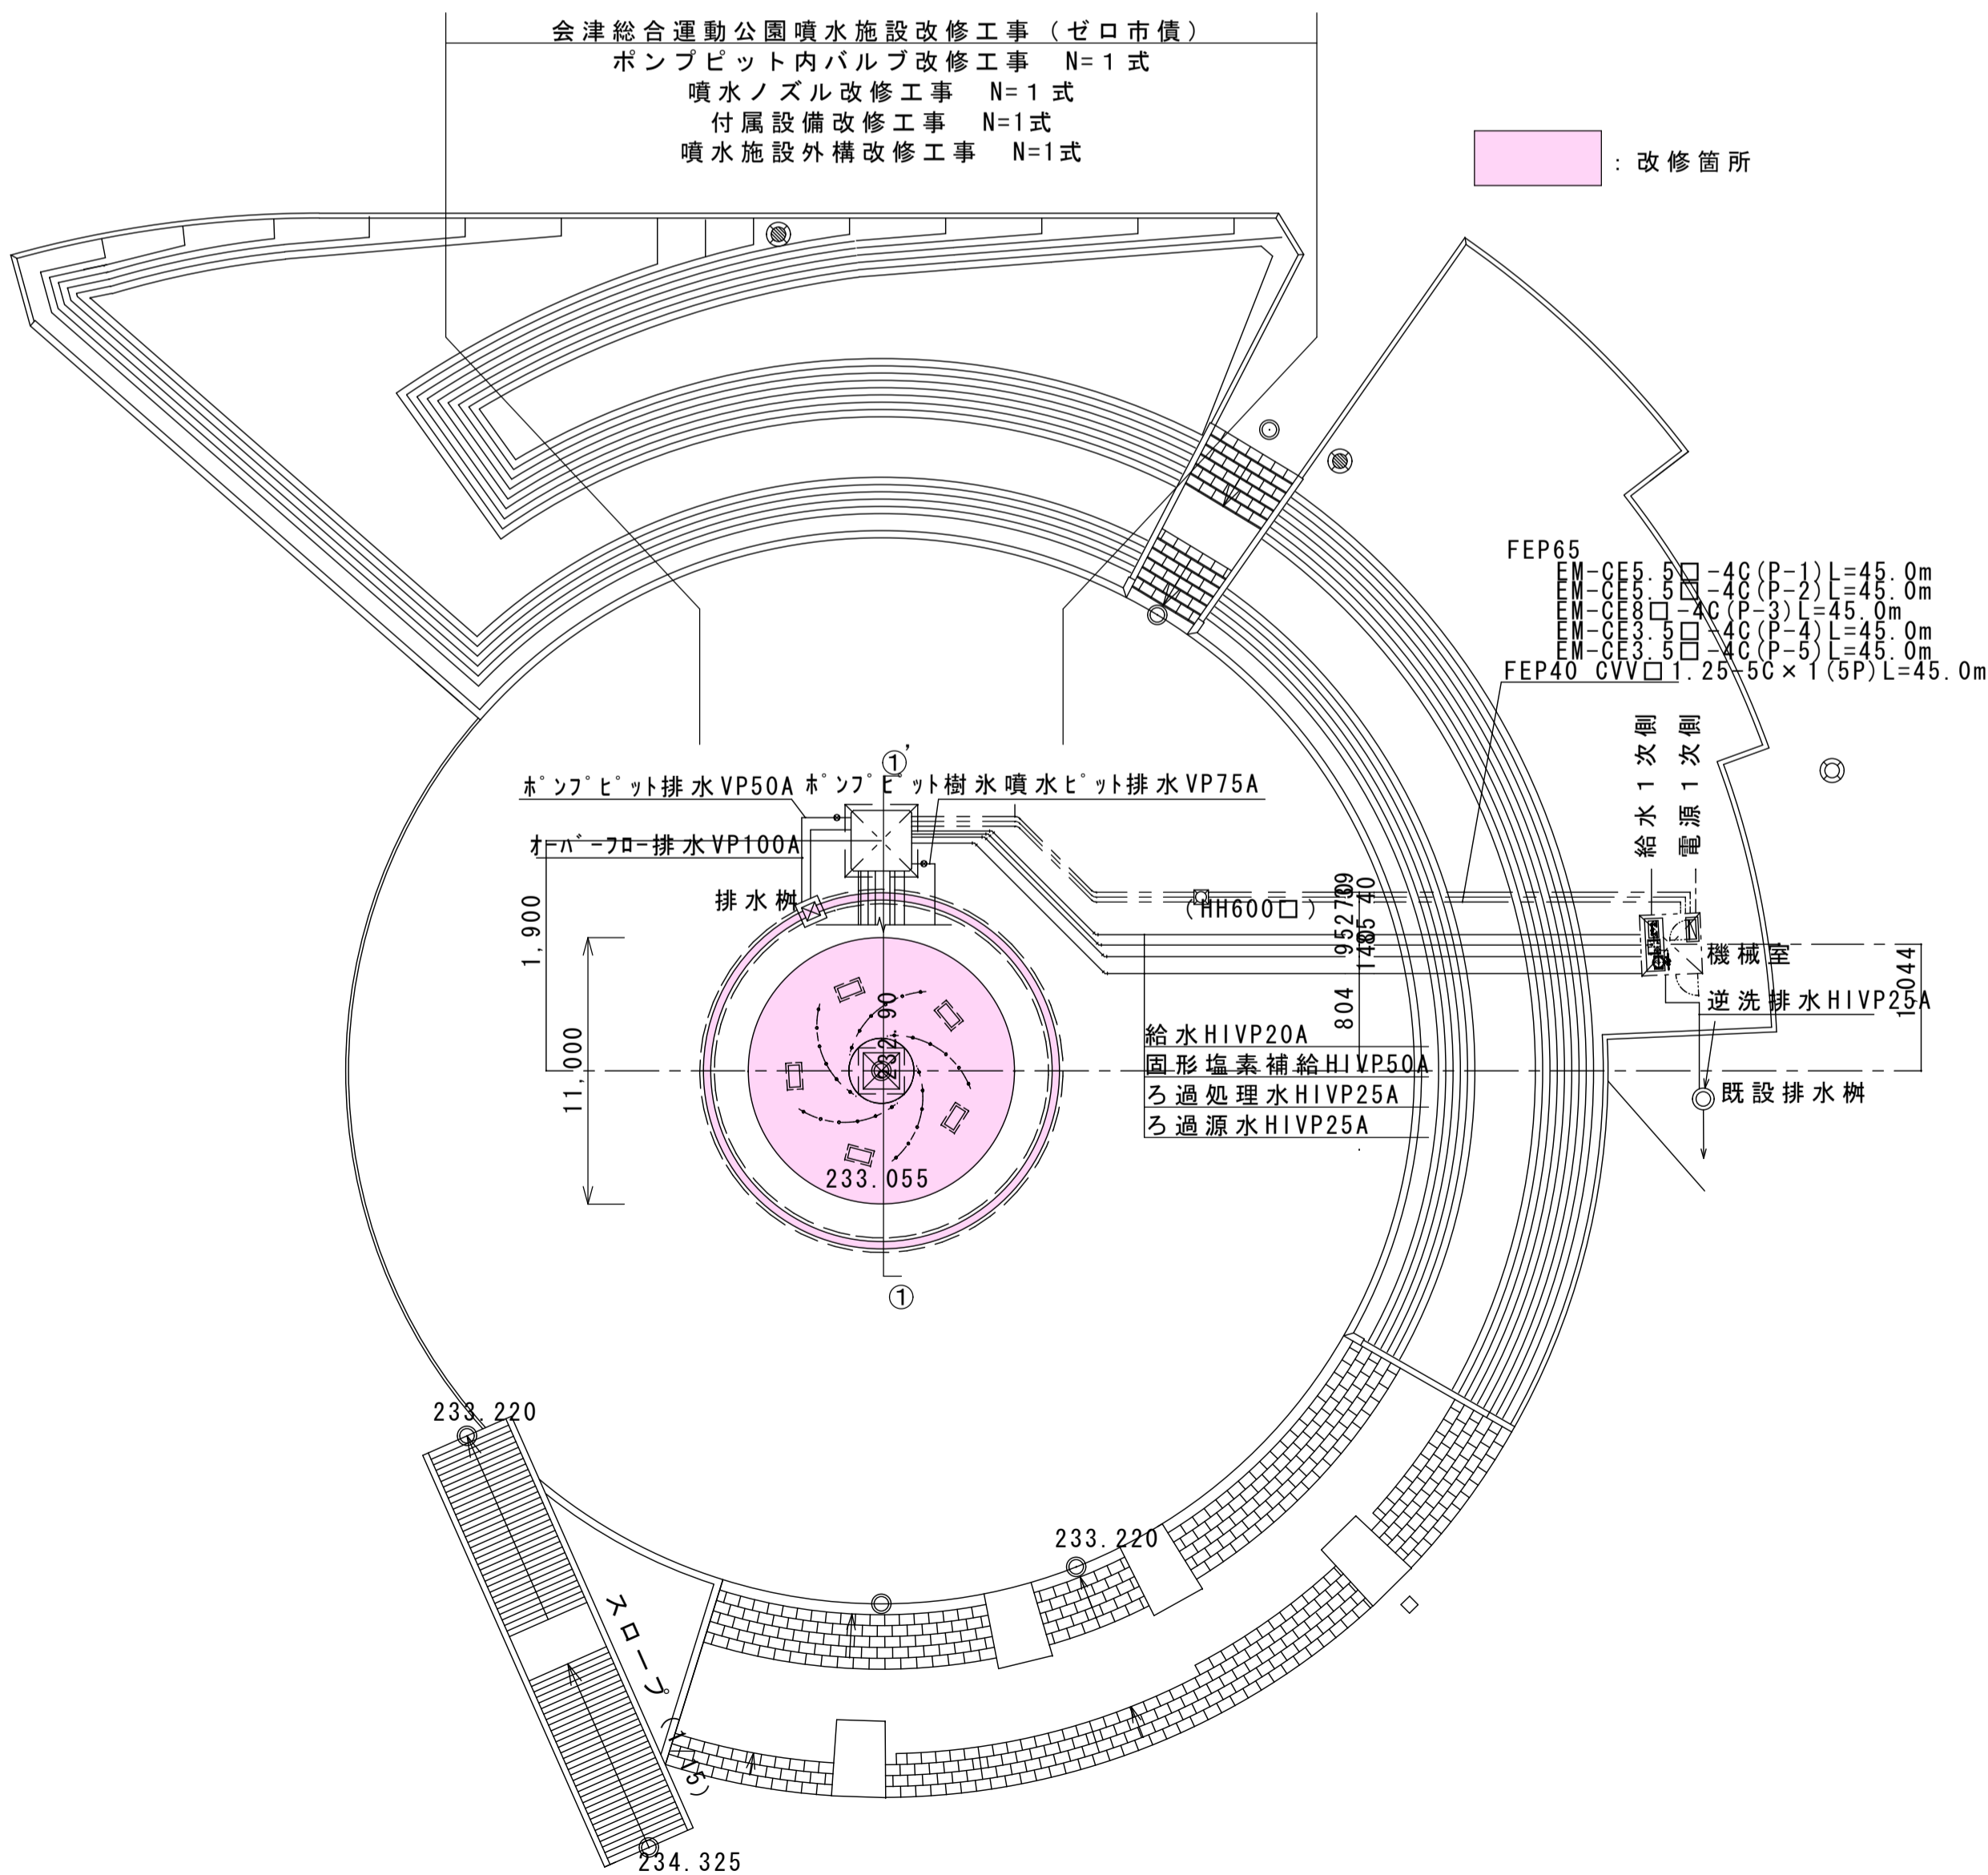 会津総合運動公園噴水施設改修工事（ゼロ市債）
ポンプピット内バルブ改修工事　N=1式
噴水ノズル改修工事　N=1式
付属設備改修工事　N=1式
噴水施設外構改修工事　N=1式
：改修箇所
FEP65
EM-CE5.5□-4C(P-1)L=45.0m
EM-CE5.5□-4C(P-2)L=45.0m
EM-CE8□-4C(P-3)L=45.0m
EM-CE3.5□-4C(P-4)L=45.0m
EM-CE3.5□-4C(P-5)L=45.0m
FEP40 CVV□1.25-5C×1(5P)L=45.0m
給水1次側
電源1次側
①'
ﾎﾟﾝﾌﾟﾋﾟｯﾄ排水VP50A
ﾎﾟﾝﾌﾟﾋﾟｯﾄ樹氷噴水ﾋﾟｯﾄ排水VP75A
ｵｰﾊﾞｰﾌﾛｰ排水VP100A
排水桝
(HH600□)
1,900
11,000
804
機械室
1,044
逆洗排水HIVP25A
232.90
給水HIVP20A
固形塩素補給HIVP50A
ろ過処理水HIVP25A
ろ過源水HIVP25A
既設排水桝
233.055
①
233.220
233.220
スロープ（1/15）
234.325